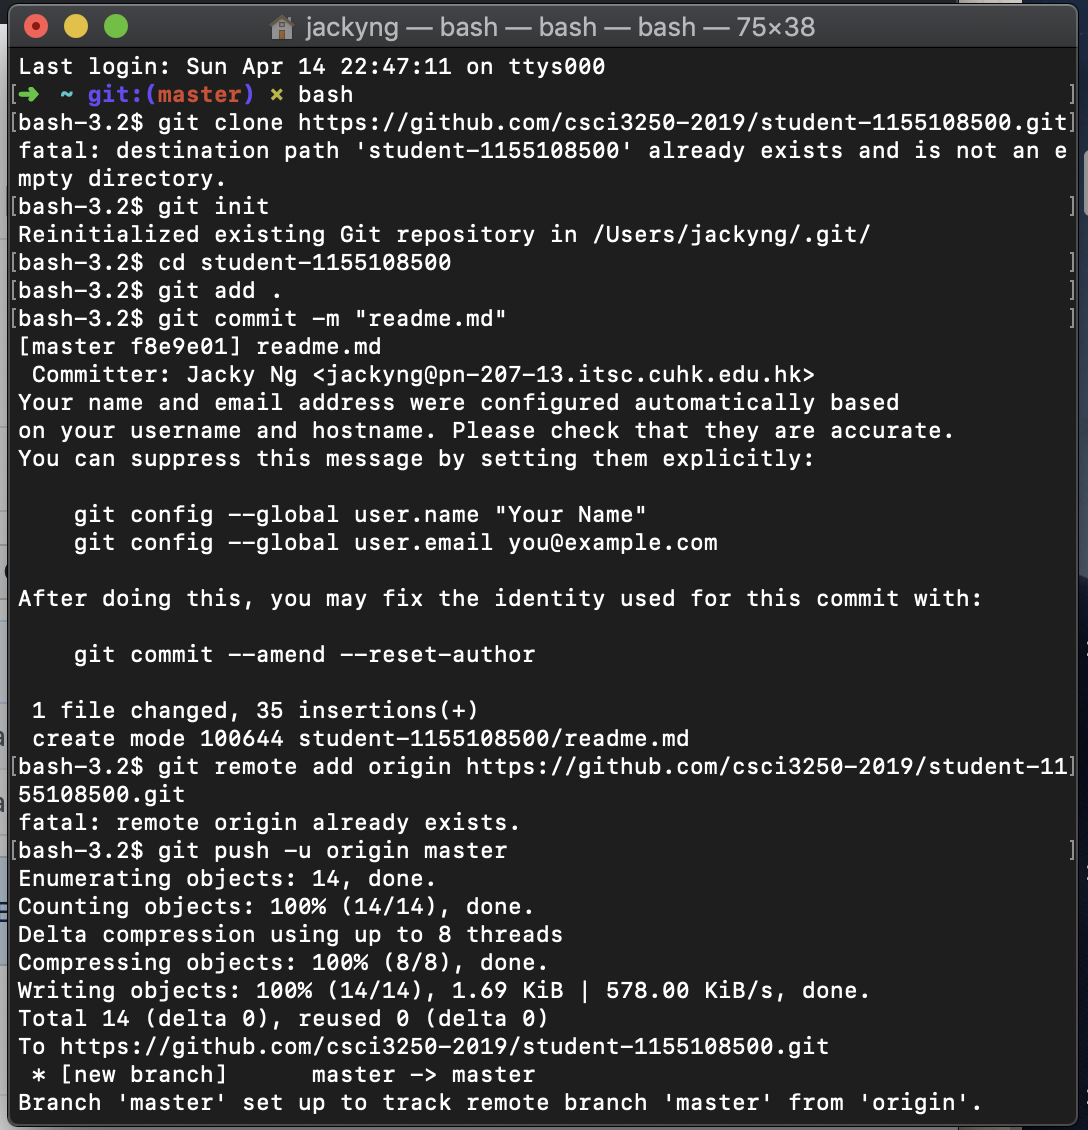 jackyng — bash — bash — bash — 75×38
Last login: Sun Apr 14 22:47:11 on ttys000
[➜  ~ git:(master) × bash ]
[bash-3.2$ git clone https://github.com/csci3250-2019/student-1155108500.git]
fatal: destination path 'student-1155108500' already exists and is not an e
mpty directory.
[bash-3.2$ git init ]
Reinitialized existing Git repository in /Users/jackyng/.git/
[bash-3.2$ cd student-1155108500 ]
[bash-3.2$ git add . ]
[bash-3.2$ git commit -m "readme.md" ]
[master f8e9e01] readme.md
 Committer: Jacky Ng <jackyng@pn-207-13.itsc.cuhk.edu.hk>
Your name and email address were configured automatically based
on your username and hostname. Please check that they are accurate.
You can suppress this message by setting them explicitly:
    git config --global user.name "Your Name"
    git config --global user.email you@example.com
After doing this, you may fix the identity used for this commit with:
    git commit --amend --reset-author
 1 file changed, 35 insertions(+)
 create mode 100644 student-1155108500/readme.md
[bash-3.2$ git remote add origin https://github.com/csci3250-2019/student-11]
55108500.git
fatal: remote origin already exists.
[bash-3.2$ git push -u origin master ]
Enumerating objects: 14, done.
Counting objects: 100% (14/14), done.
Delta compression using up to 8 threads
Compressing objects: 100% (8/8), done.
Writing objects: 100% (14/14), 1.69 KiB | 578.00 KiB/s, done.
Total 14 (delta 0), reused 0 (delta 0)
To https://github.com/csci3250-2019/student-1155108500.git
 * [new branch]      master -> master
Branch 'master' set up to track remote branch 'master' from 'origin'.